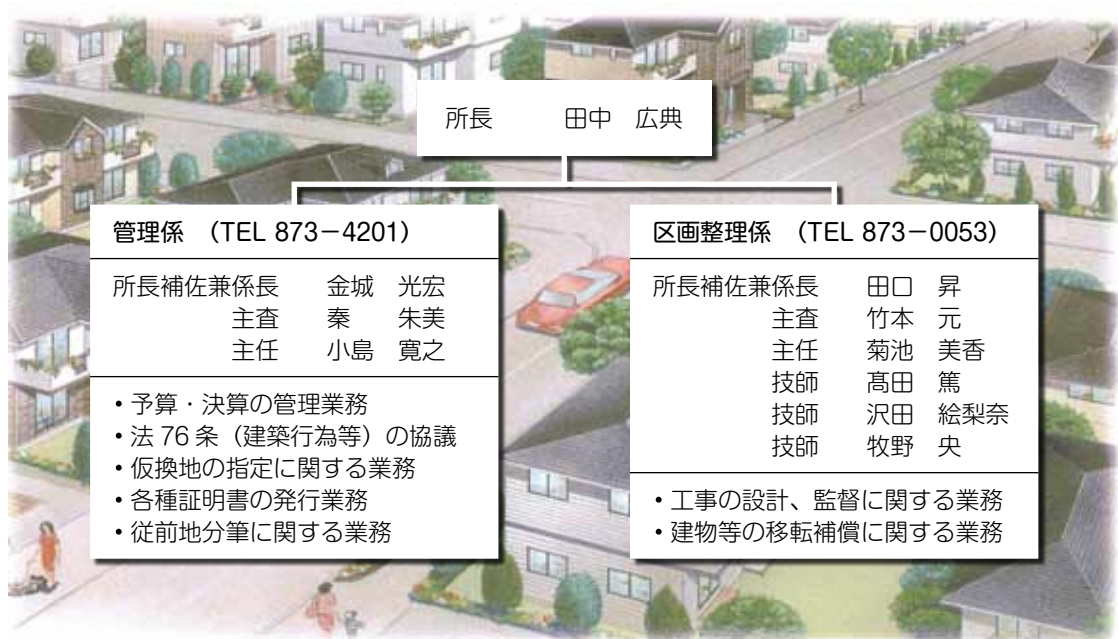 所長　田中　広典
管理係　（TEL 873－4201）
所長補佐兼係長　金城　光宏
主査　秦　朱美
主任　小島　寛之
・予算・決算の管理業務
・法76条（建築行為等）の協議
・仮換地の指定に関する業務
・各種証明書の発行業務
・従前地分筆に関する業務
区画整理係　（TEL 873－0053）
所長補佐兼係長　田口　昇
主査　竹本　元
主任　菊池　美香
技師　髙田　篤
技師　沢田　絵梨奈
技師　牧野　央
・工事の設計、監督に関する業務
・建物等の移転補償に関する業務